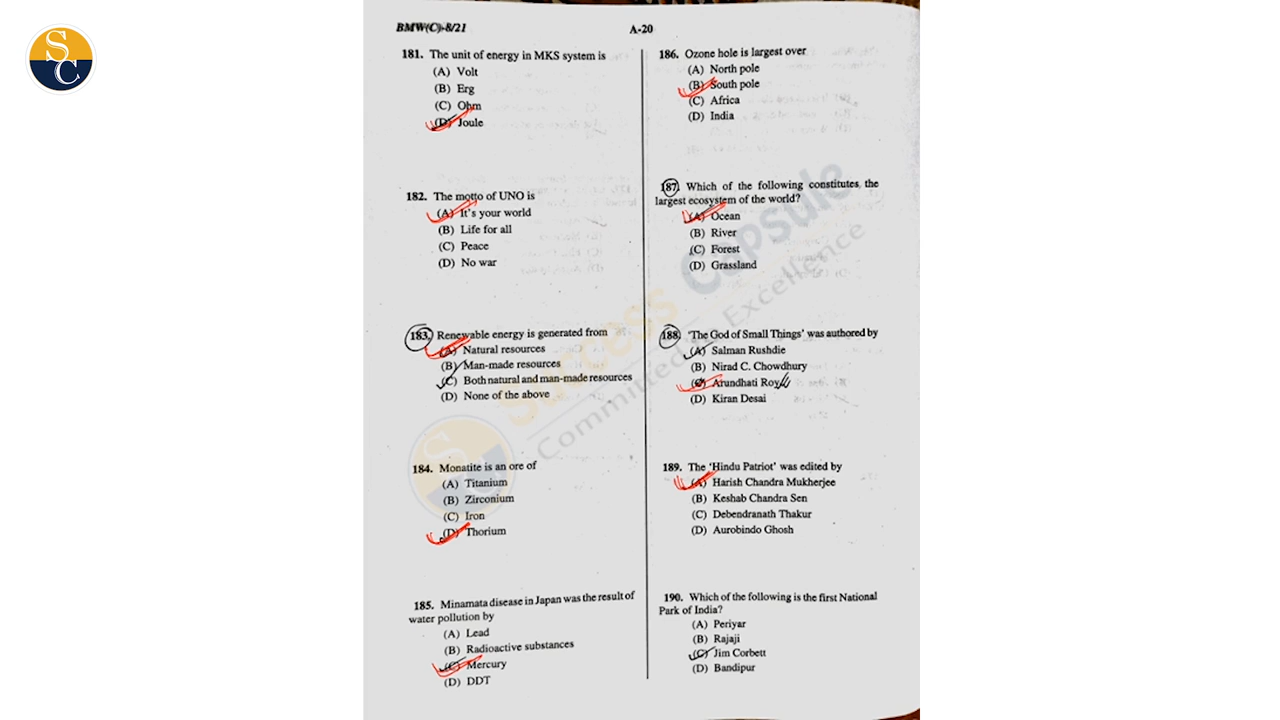 SC
BMW(C)-8/21
A-20
181. The unit of energy in MKS system is
(A) Volt
(B) Erg
(C) Ohm
(D) Joule
182. The motto of UNO is
(A) It's your world
(B) Life for all
(C) Peace
(D) No war
183. Renewable energy is generated from
(A) Natural resources
(B) Man-made resources
(C) Both natural and man-made resources
(D) None of the above
184. Monatite is an ore of
(A) Titanium
(B) Zirconium
(C) Iron
(D) Thorium
185. Minamata disease in Japan was the result of
water pollution by
(A) Lead
(B) Radioactive substances
(C) Mercury
(D) DDT
186. Ozone hole is largest over
(A) North pole
(B) South pole
(C) Africa
(D) India
187. Which of the following constitutes the
largest ecosystem of the world?
(A) Ocean
(B) River
(C) Forest
(D) Grassland
188. 'The God of Small Things' was authored by
(A) Salman Rushdie
(B) Nirad C. Chowdhury
(C) Arundhati Roy
(D) Kiran Desai
189. The 'Hindu Patriot' was edited by
(A) Harish Chandra Mukherjee
(B) Keshab Chandra Sen
(C) Debendranath Thakur
(D) Aurobindo Ghosh
190. Which of the following is the first National
Park of India?
(A) Periyar
(B) Rajaji
(C) Jim Corbett
(D) Bandipur
Success Capsule
Committed to Excellence